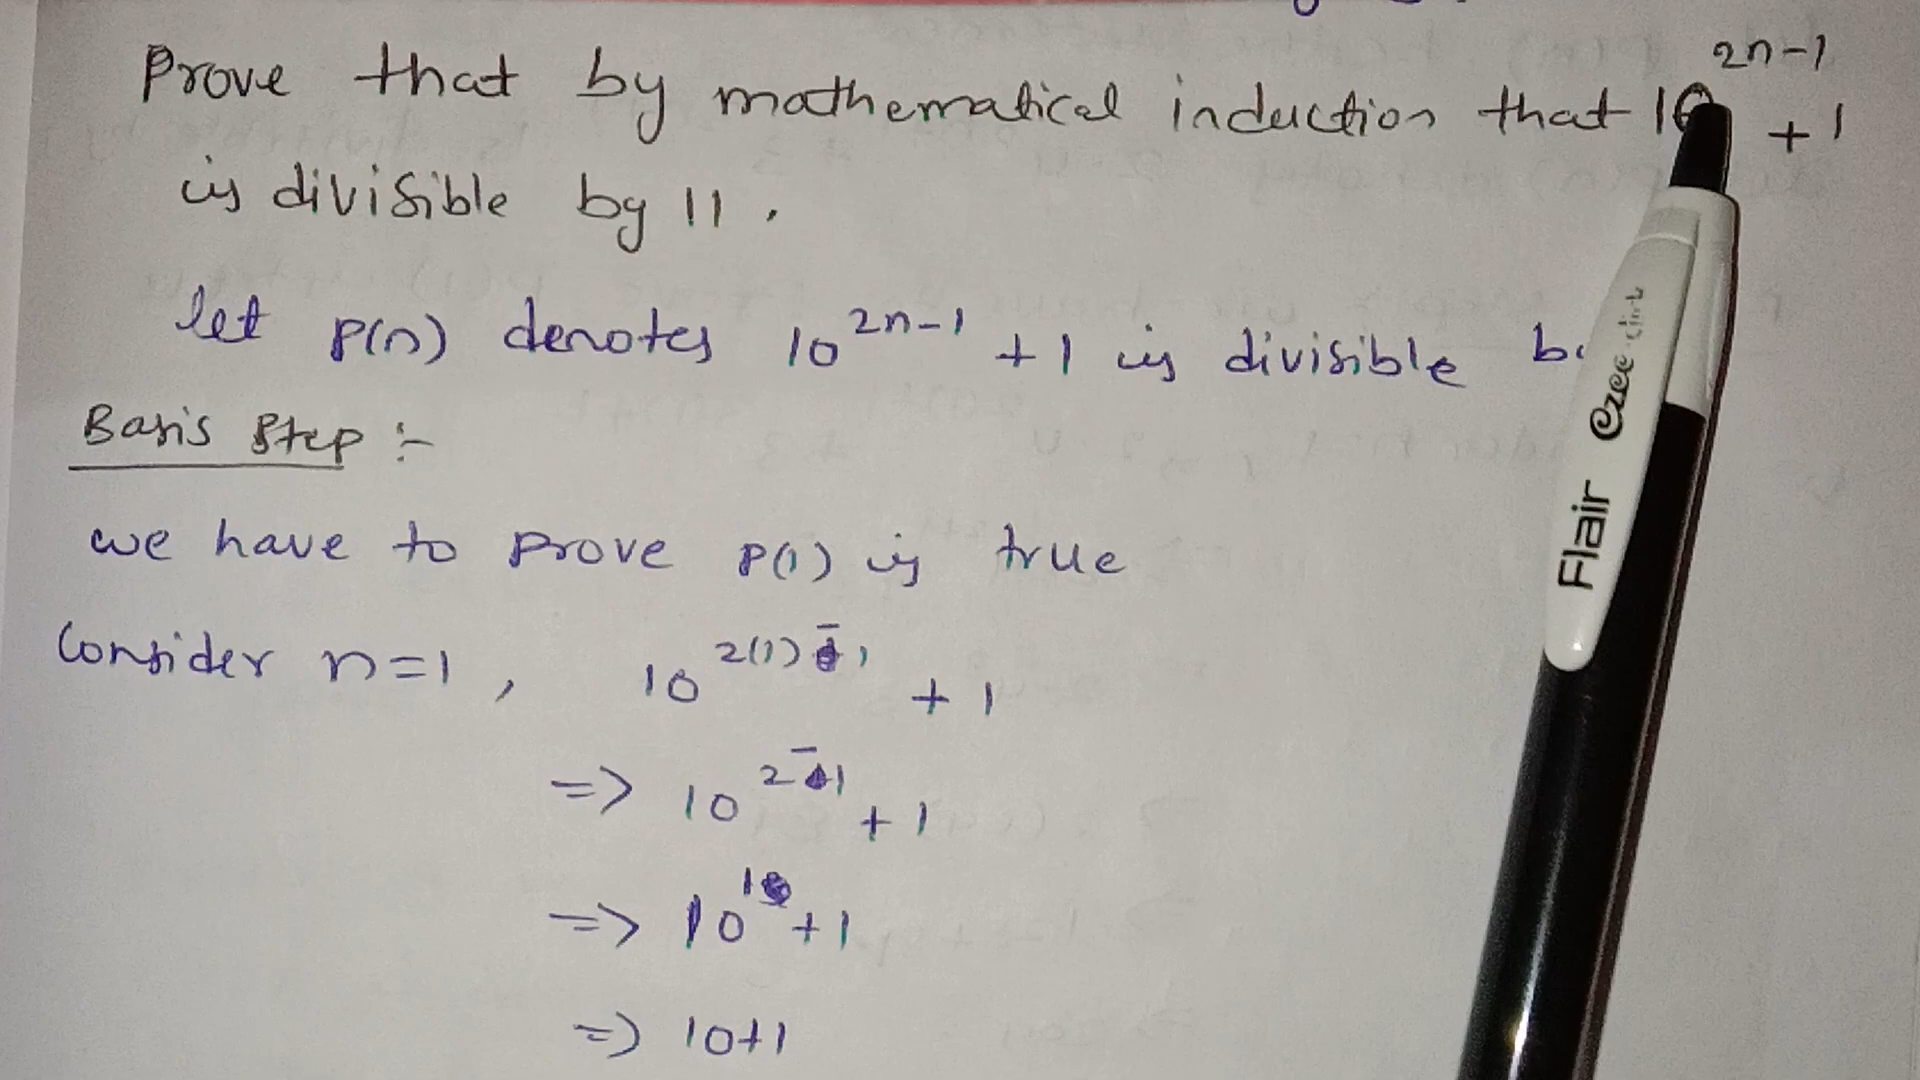 Prove that by mathematical induction that 10^2n-1 + 1
is divisible by 11.
let P(n) denotes 10^2n-1 + 1 is divisible
Basis Step :-
we have to prove P(1) is true
Consider n=1, 10^2(1)-1 + 1
=> 10^2-1 + 1
=> 10^1 + 1
=> 10+1
Flair Ezee click